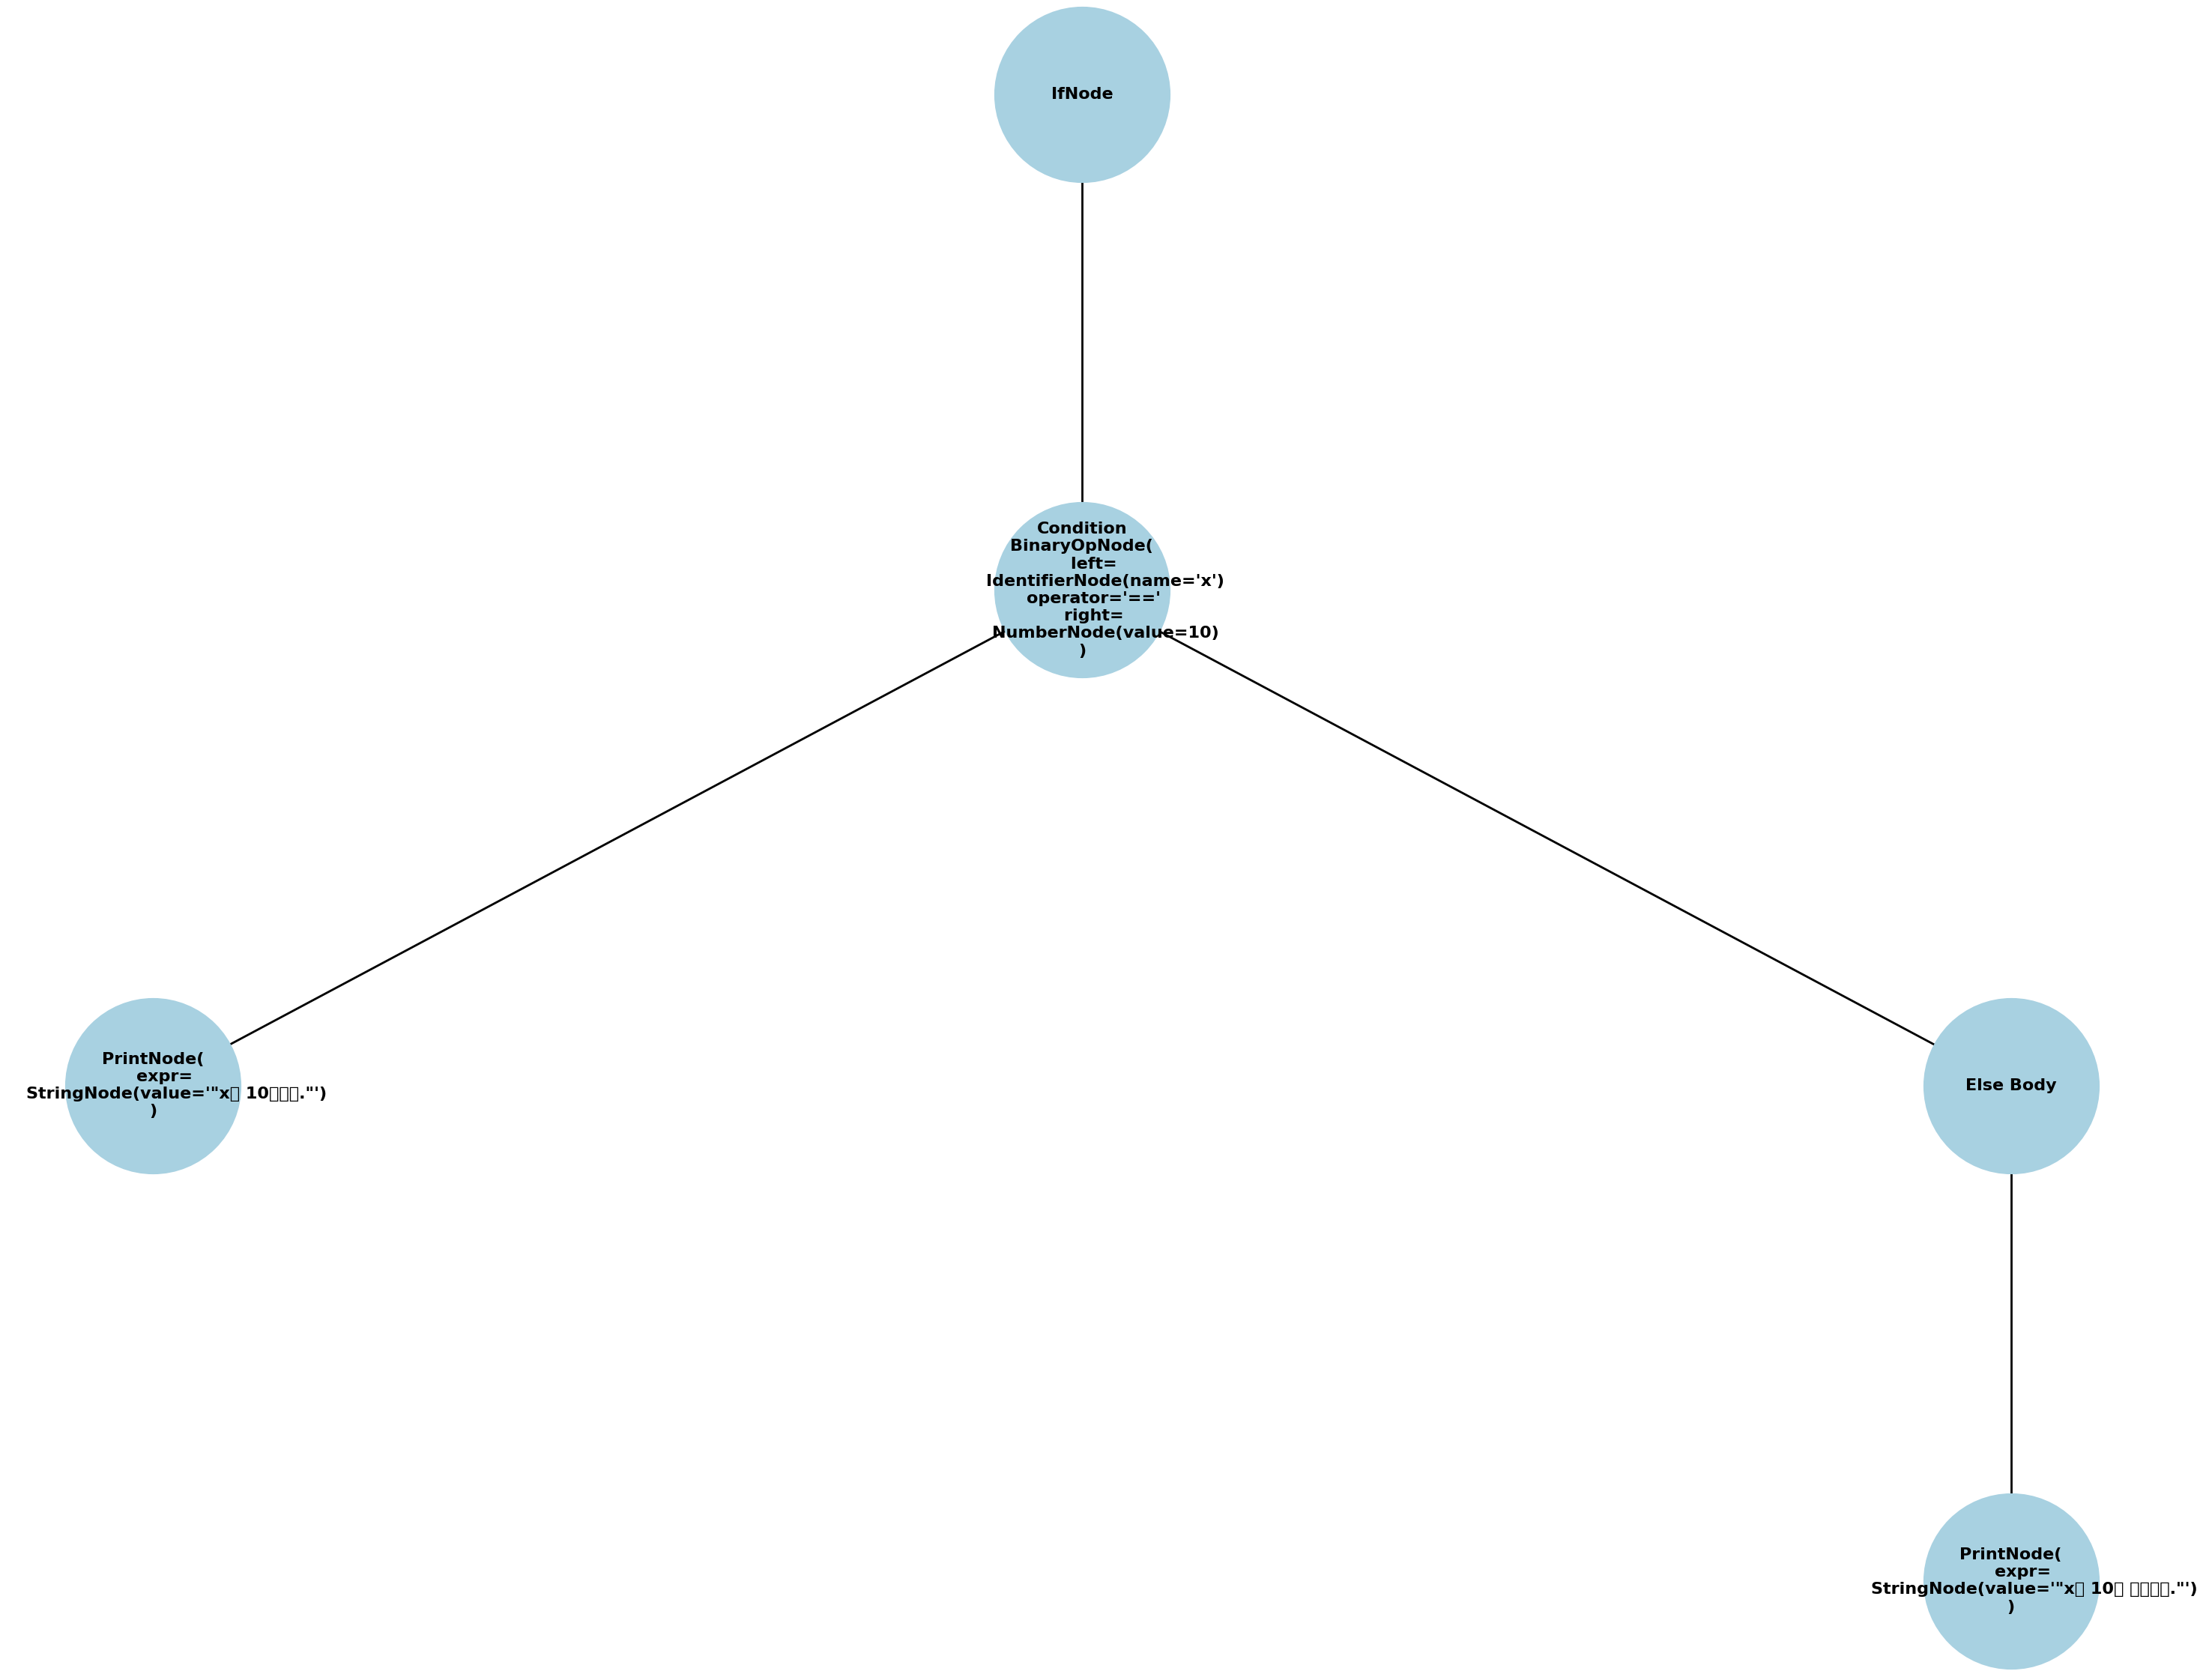 IfNode
Condition
BinaryOpNode(
left=
IdentifierNode(name='x')
operator='=='
right=
NumberNode(value=10)
)
PrintNode(
expr=
StringNode(value='"x▯ 10▯▯▯."')
)
Else Body
PrintNode(
expr=
StringNode(value='"x▯ 10▯ ▯▯▯▯."')
)